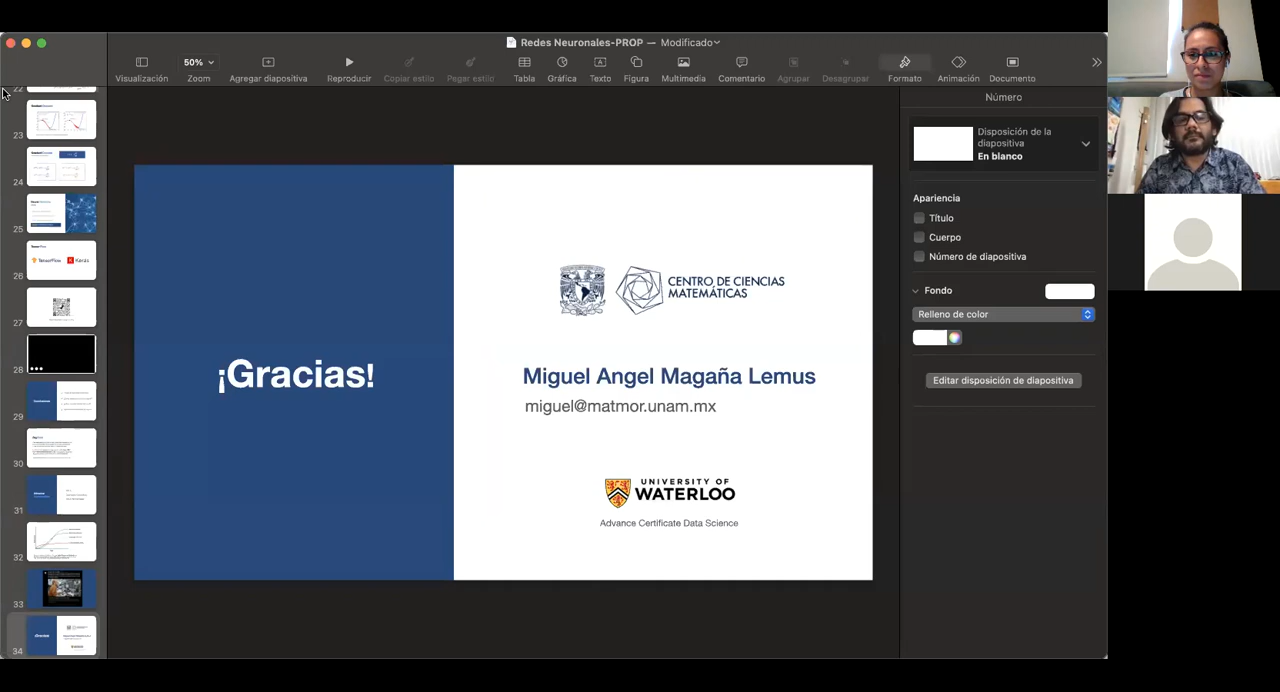 Redes Neuronales-PROP — Modificado
Visualización
50%
Zoom
Agregar diapositiva
Reproducir
Copiar estilo
Pegar estilo
Tabla
Gráfica
Texto
Figura
Multimedia
Comentario
Agrupar
Desagrupar
Formato
Animación
Documento
22
23
24
25
26
TensorFlow
Keras
27
28
29
30
31
32
33
34
¡Gracias!
CENTRO DE CIENCIAS
MATEMÁTICAS
Miguel Angel Magaña Lemus
miguel@matmor.unam.mx
UNIVERSITY OF
WATERLOO
Advance Certificate Data Science
Número
Disposición de la
diapositiva
En blanco
Apariencia
Título
Cuerpo
Número de diapositiva
Fondo
Relleno de color
Editar disposición de diapositiva